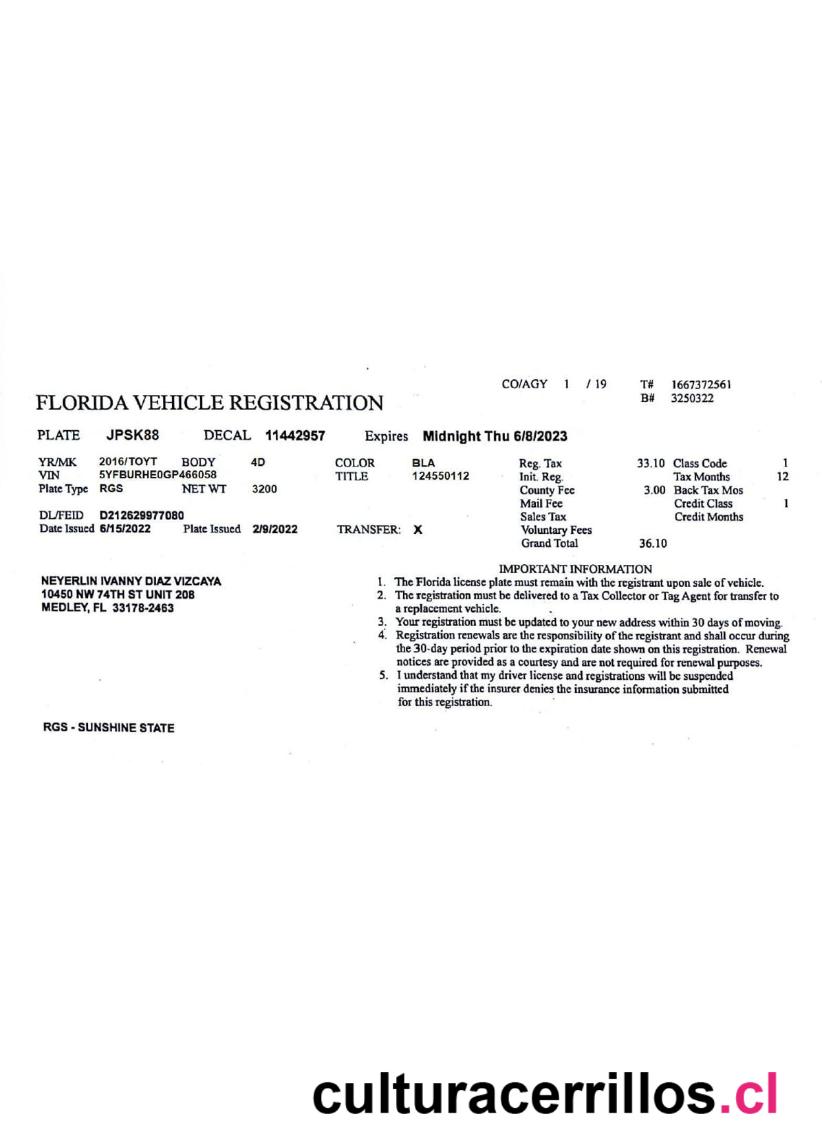 CO/AGY 1 / 19 T# 1667372561
B# 3250322
FLORIDA VEHICLE REGISTRATION
PLATE JPSK88 DECAL 11442957 Expires Midnight Thu 6/8/2023
YR/MK 2016/TOYT BODY 4D COLOR BLA Reg. Tax 33.10 Class Code 1
VIN 5YFBURHE0GP466058 TITLE 124550112 Init. Reg. Tax Months 12
Plate Type RGS NET WT 3200 County Fee 3.00 Back Tax Mos
Mail Fee Credit Class 1
DL/FEID D212629977080 Sales Tax Credit Months
Date Issued 6/15/2022 Plate Issued 2/9/2022 TRANSFER: X Voluntary Fees
Grand Total 36.10
NEYERLIN IVANNY DIAZ VIZCAYA
10450 NW 74TH ST UNIT 208
MEDLEY, FL 33178-2463
IMPORTANT INFORMATION
1. The Florida license plate must remain with the registrant upon sale of vehicle.
2. The registration must be delivered to a Tax Collector or Tag Agent for transfer to
a replacement vehicle.
3. Your registration must be updated to your new address within 30 days of moving.
4. Registration renewals are the responsibility of the registrant and shall occur during
the 30-day period prior to the expiration date shown on this registration. Renewal
notices are provided as a courtesy and are not required for renewal purposes.
5. I understand that my driver license and registrations will be suspended
immediately if the insurer denies the insurance information submitted
for this registration.
RGS - SUNSHINE STATE
culturacerrillos.cl